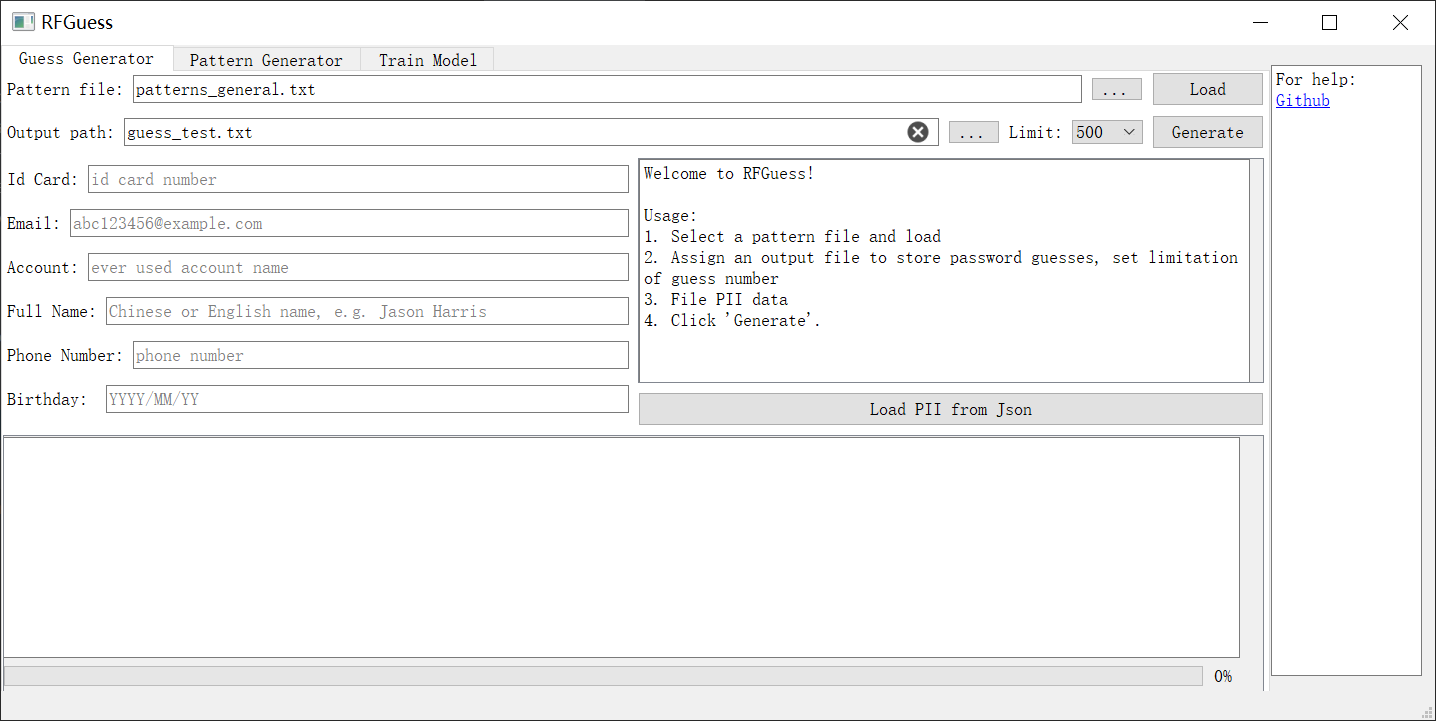 RFGuess
Guess Generator Pattern Generator Train Model
Pattern file: patterns_general.txt ... Load
Output path: guess_test.txt ... Limit: 500 Generate
Id Card: id card number
Email: abc123456@example.com
Account: ever used account name
Full Name: Chinese or English name, e.g. Jason Harris
Phone Number: phone number
Birthday: YYYY/MM/YY
Welcome to RFGuess!
Usage:
1. Select a pattern file and load
2. Assign an output file to store password guesses, set limitation
of guess number
3. File PII data
4. Click 'Generate'.
Load PII from Json
0%
For help:
Github